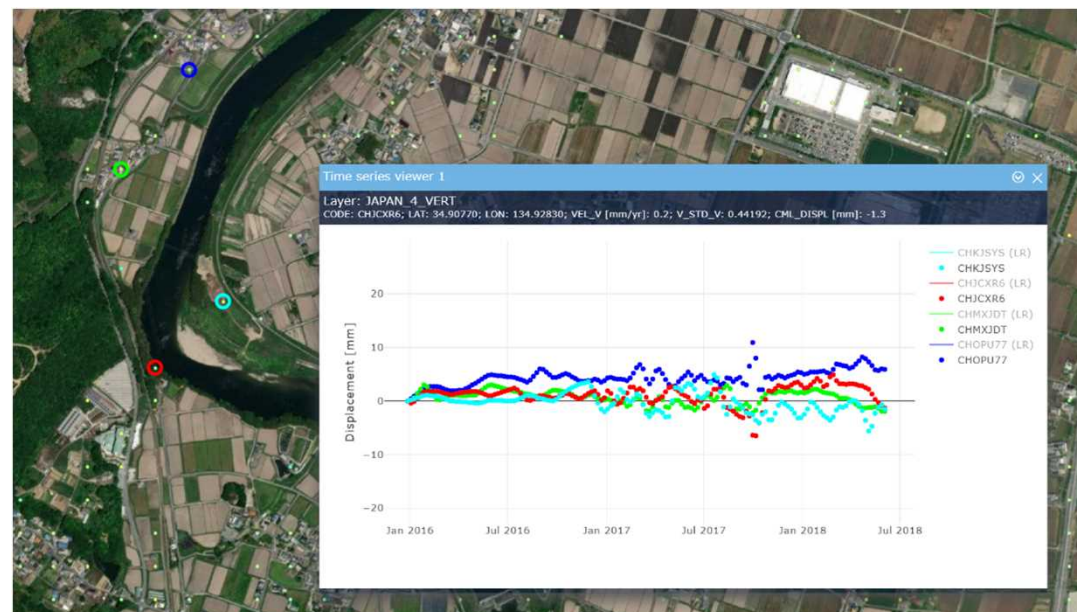 Time series viewer 1
Layer: JAPAN_4_VERT
CODE: CHJCXR6; LAT: 34.90770; LON: 134.92830; VEL_V [mm/yr]: 0.2; V_STD_V: 0.44192; CML_DISPL [mm]: -1.3
CHKJSYS (LR)
CHKJSYS
CHJCXR6 (LR)
CHJCXR6
CHMXJDT (LR)
CHMXJDT
CHOPU77 (LR)
CHOPU77
Displacement [mm]
20
10
0
−10
−20
Jan 2016 Jul 2016 Jan 2017 Jul 2017 Jan 2018 Jul 2018